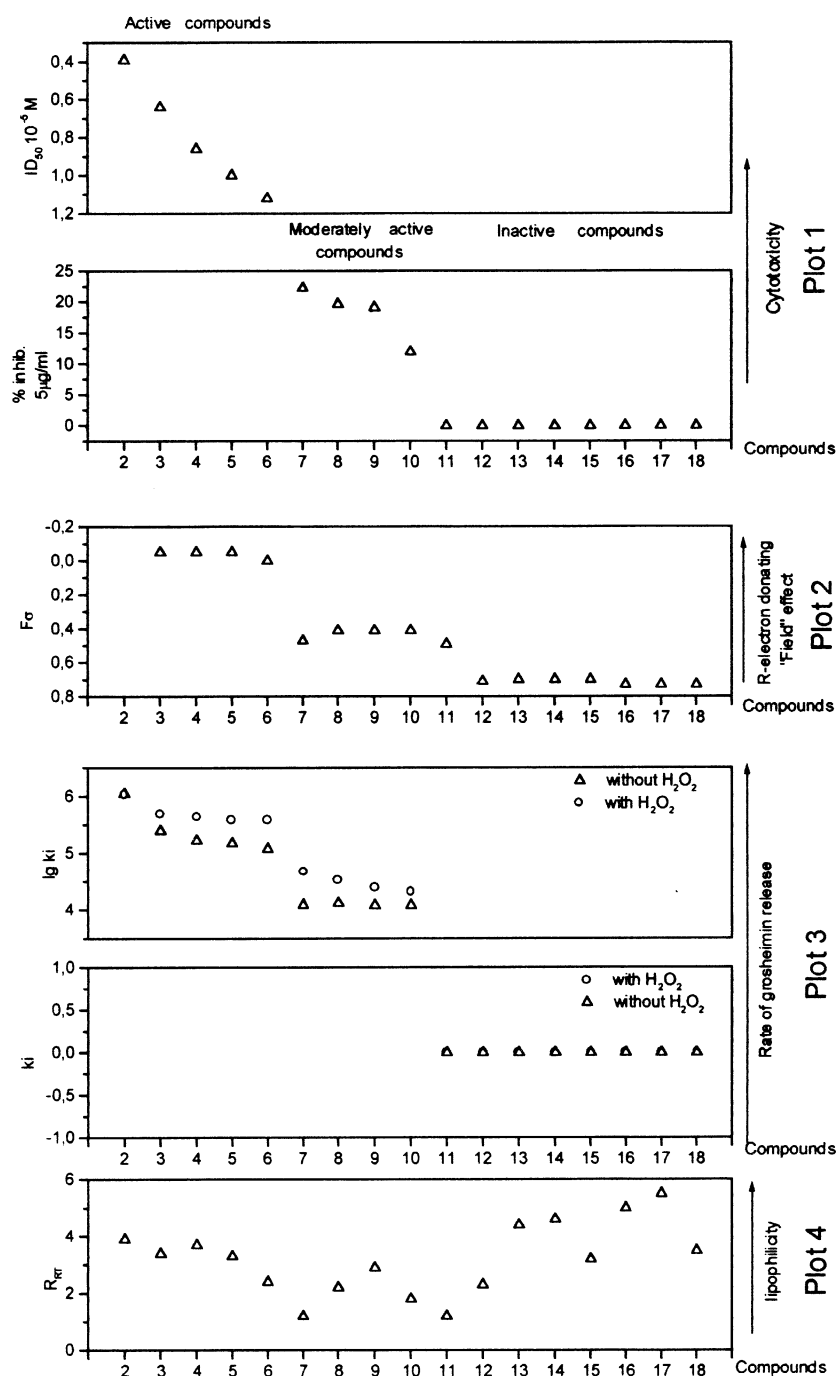 Active compounds
0,4
0,6
0,8
1,0
1,2
ID50 10-5 M
Moderately active compounds
Inactive compounds
25
20
15
10
5
0
% inhib.
5µg/ml
2 3 4 5 6 7 8 9 10 11 12 13 14 15 16 17 18
Compounds
Cytotoxicity
Plot 1
-0,2
0,0
0,2
0,4
0,6
0,8
Fσ
2 3 4 5 6 7 8 9 10 11 12 13 14 15 16 17 18
Compounds
R-electron donating
"Field" effect
Plot 2
6
5
4
lg ki
without H2O2
with H2O2
1,0
0,5
0,0
-0,5
-1,0
ki
with H2O2
without H2O2
2 3 4 5 6 7 8 9 10 11 12 13 14 15 16 17 18
Compounds
Rate of grosheimin release
Plot 3
6
4
2
0
RRT
2 3 4 5 6 7 8 9 10 11 12 13 14 15 16 17 18
Compounds
lipophilicity
Plot 4